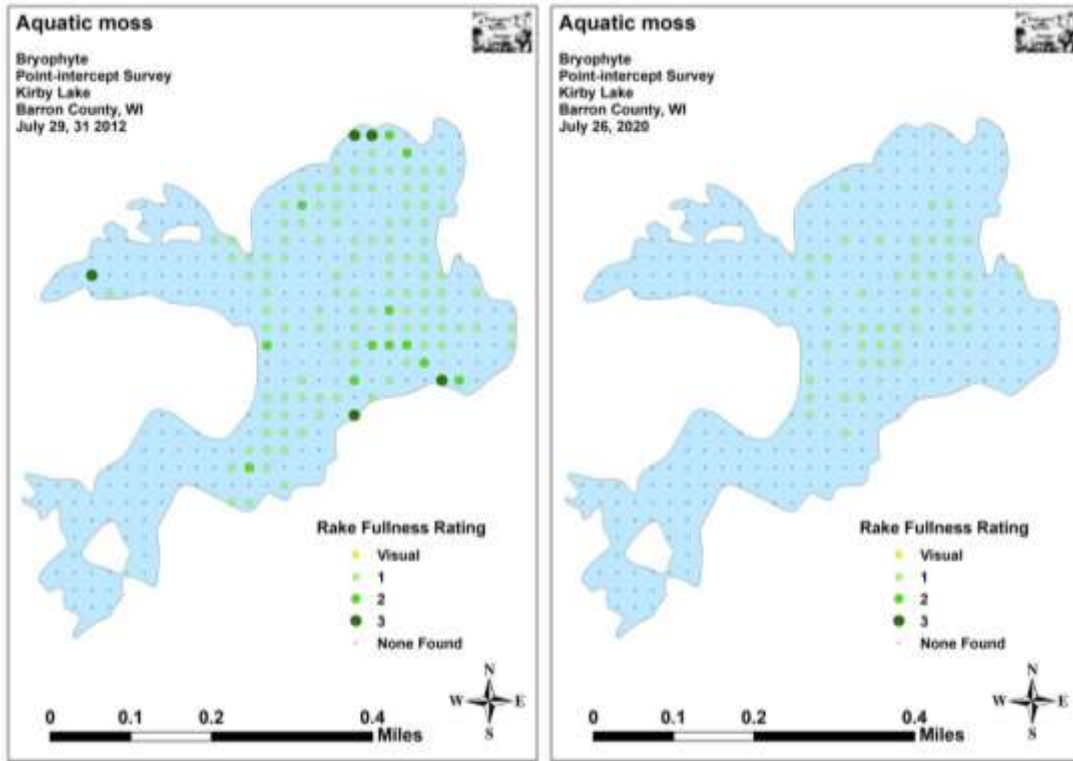 Aquatic moss
Bryophyte
Point-intercept Survey
Kirby Lake
Barron County, WI
July 29, 31 2012
Rake Fullness Rating
Visual
1
2
3
None Found
N
W E
S
0 0.1 0.2 0.4
Miles
Aquatic moss
Bryophyte
Point-intercept Survey
Kirby Lake
Barron County, WI
July 26, 2020
Rake Fullness Rating
Visual
1
2
3
None Found
N
W E
S
0 0.1 0.2 0.4
Miles